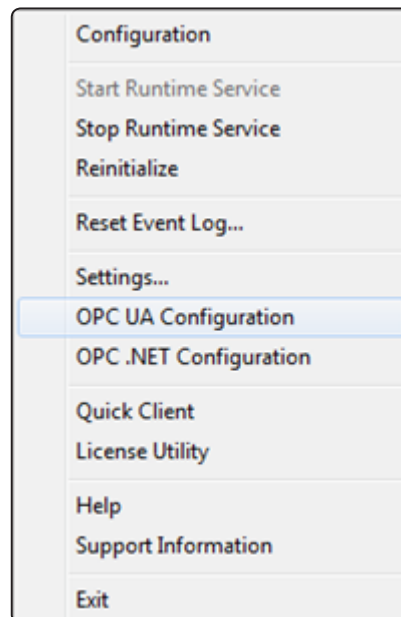 Configuration
Start Runtime Service
Stop Runtime Service
Reinitialize
Reset Event Log...
Settings...
OPC UA Configuration
OPC .NET Configuration
Quick Client
License Utility
Help
Support Information
Exit